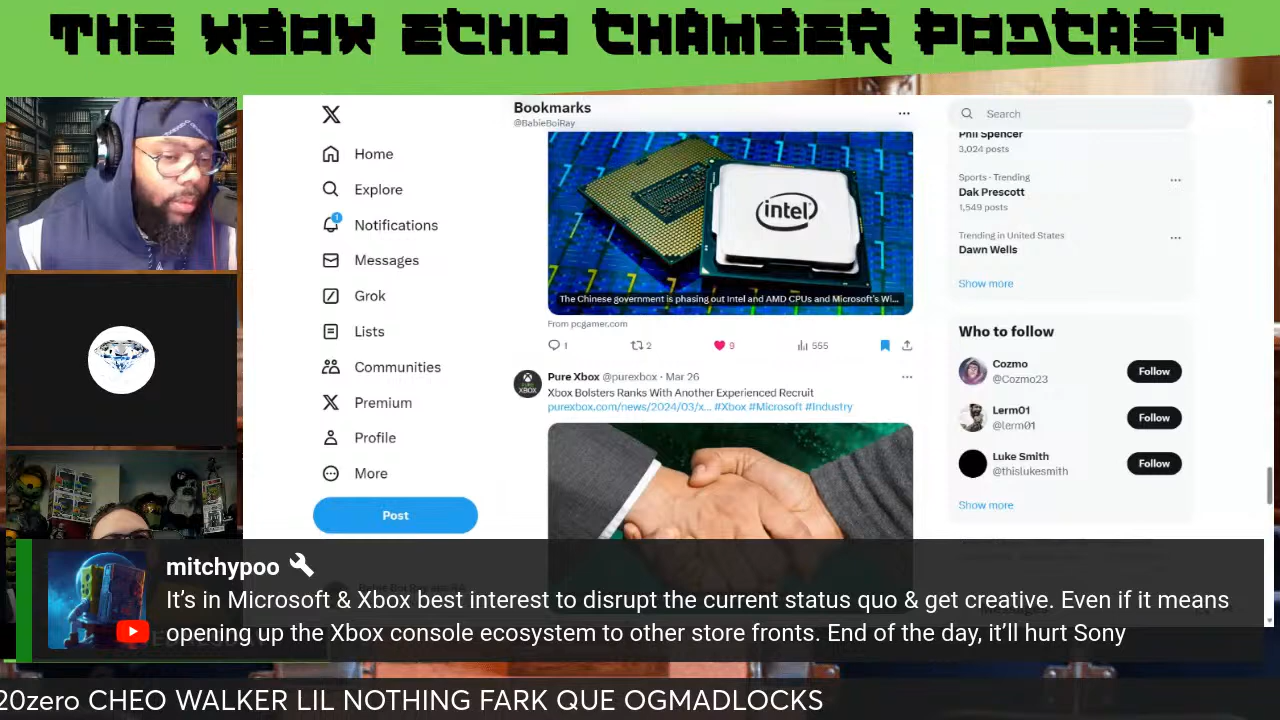 THE XBOX ECHO CHAMBER PODCAST
X
Home
Explore
1
Notifications
Messages
Grok
Lists
Communities
Premium
Profile
More
Post
Bookmarks
@BabieBoiRay
intel
The Chinese government is phasing out Intel and AMD CPUs and Microsoft's Wi...
From pcgamer.com
1 2 9 555
Pure Xbox @purexbox · Mar 26
Xbox Bolsters Ranks With Another Experienced Recruit
purexbox.com/news/2024/03/x... #Xbox #Microsoft #Industry
Search
Phil Spencer
3,024 posts
Sports · Trending
Dak Prescott
1,549 posts
Trending in United States
Dawn Wells
Show more
Who to follow
Cozmo
@Cozmo23
Follow
Lerm01
@lerm01
Follow
Luke Smith
@thislukesmith
Follow
Show more
mitchypoo
It's in Microsoft & Xbox best interest to disrupt the current status quo & get creative. Even if it means
opening up the Xbox console ecosystem to other store fronts. End of the day, it'll hurt Sony
20zero CHEO WALKER LIL NOTHING FARK QUE OGMADLOCKS